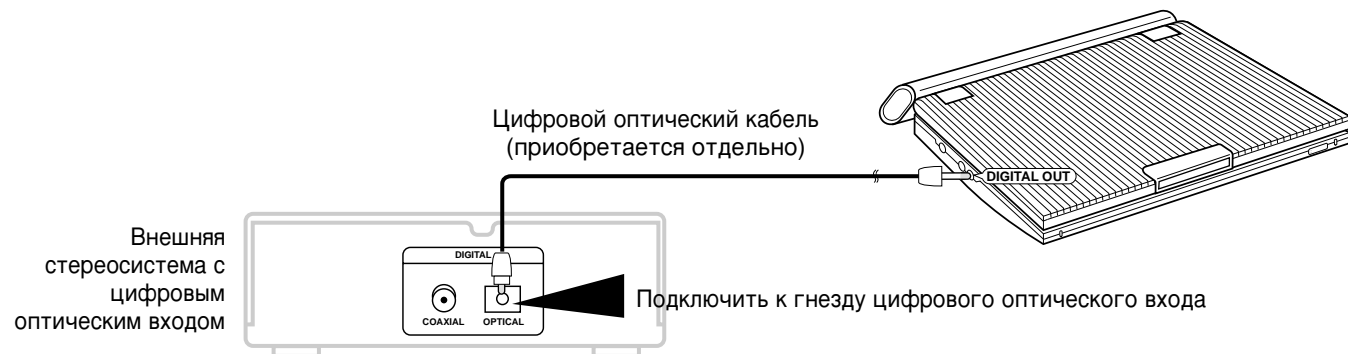 Цифровой оптический кабель
(приобретается отдельно)
DIGITAL OUT
Внешняя
стереосистема с
цифровым
оптическим входом
DIGITAL
COAXIAL
OPTICAL
Подключить к гнезду цифрового оптического входа